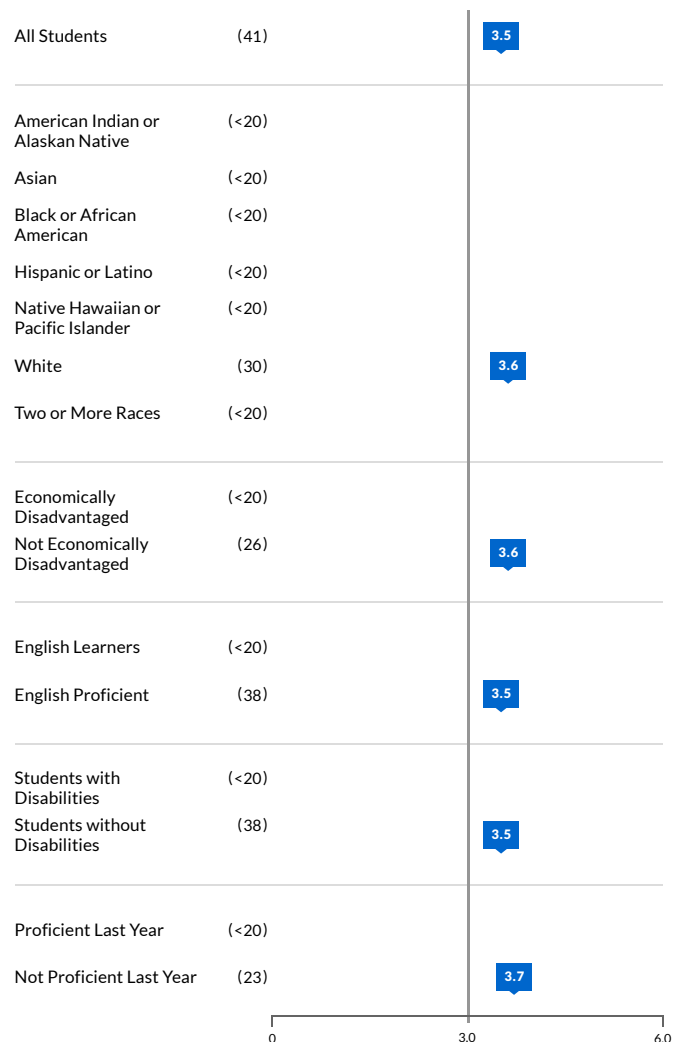 All Students (41) 3.5
American Indian or (<20)
Alaskan Native
Asian (<20)
Black or African (<20)
American
Hispanic or Latino (<20)
Native Hawaiian or (<20)
Pacific Islander
White (30) 3.6
Two or More Races (<20)
Economically (<20)
Disadvantaged
Not Economically (26) 3.6
Disadvantaged
English Learners (<20)
English Proficient (38) 3.5
Students with (<20)
Disabilities
Students without (38) 3.5
Disabilities
Proficient Last Year (<20)
Not Proficient Last Year (23) 3.7
0 3.0 6.0